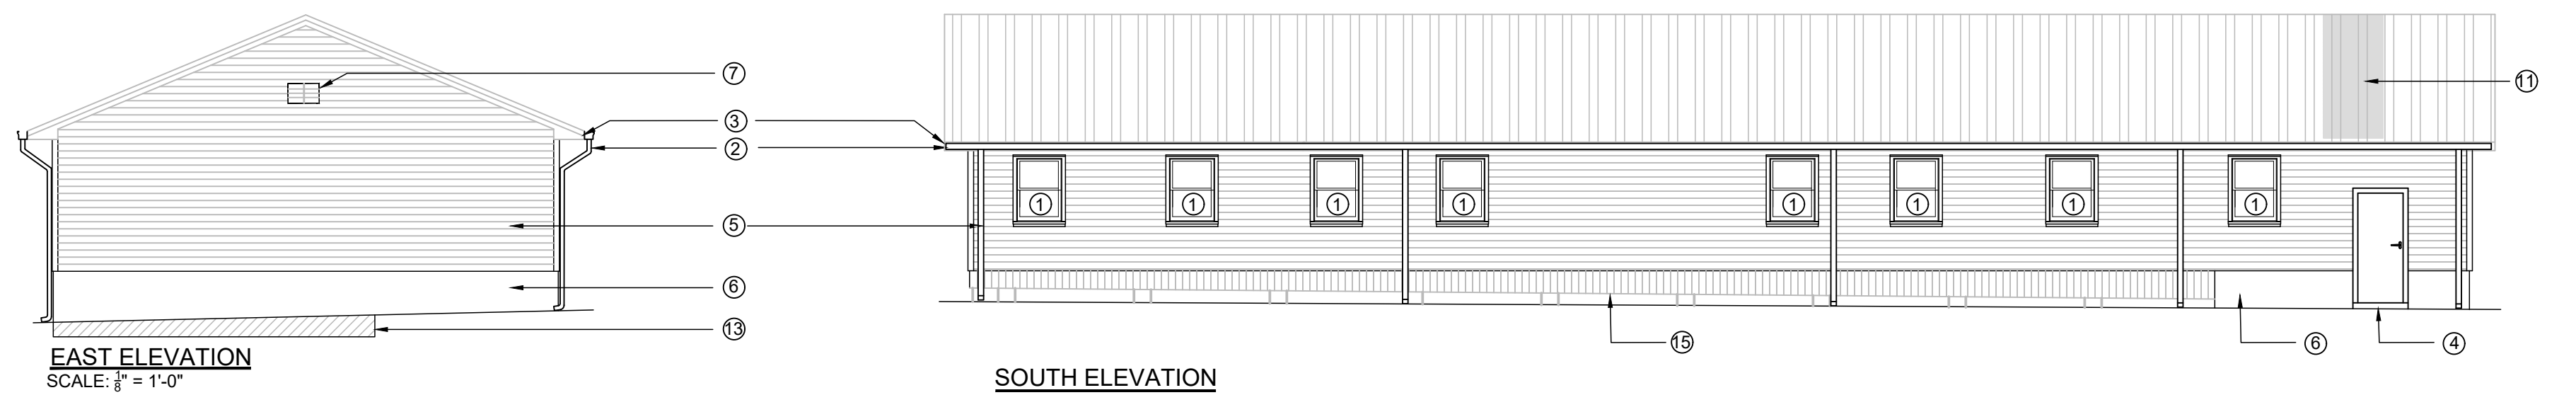 7
3
2
5
6
13
EAST ELEVATION
SCALE: 1/8" = 1'-0"
11
1 1 1 1 1 1 1 1
15
6
4
SOUTH ELEVATION